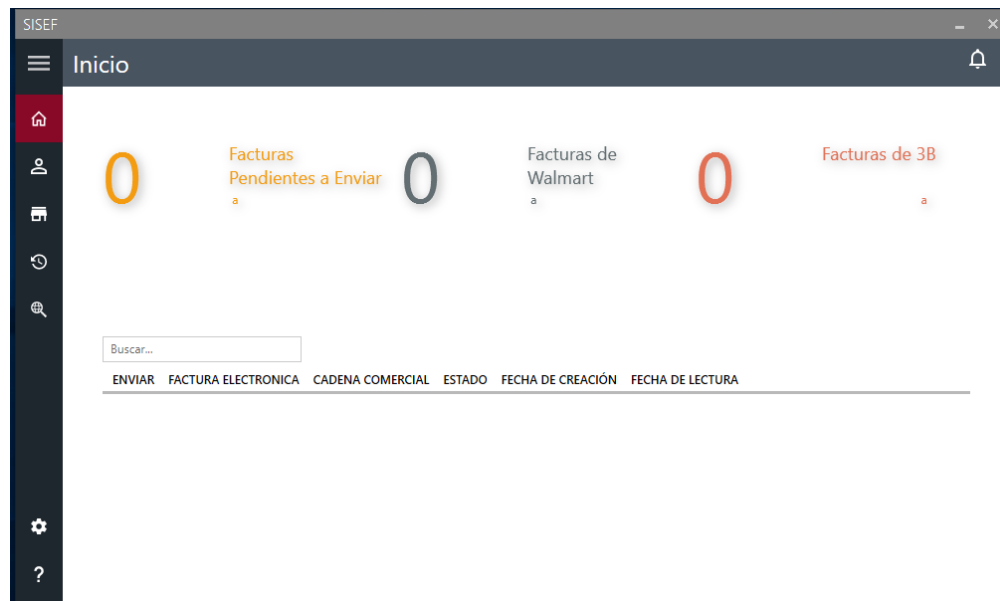 SISEF
Inicio
0
Facturas
Pendientes a Enviar
a
0
Facturas de
Walmart
a
0
Facturas de 3B
a
Buscar...
ENVIAR FACTURA ELECTRONICA CADENA COMERCIAL ESTADO FECHA DE CREACIÓN FECHA DE LECTURA
?